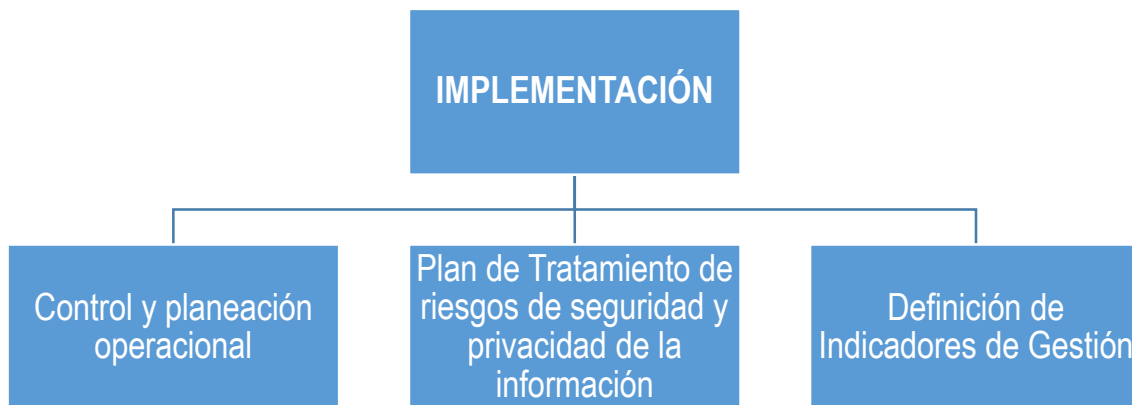 IMPLEMENTACIÓN
Control y planeación
operacional
Plan de Tratamiento de
riesgos de seguridad y
privacidad de la
información
Definición de
Indicadores de Gestión